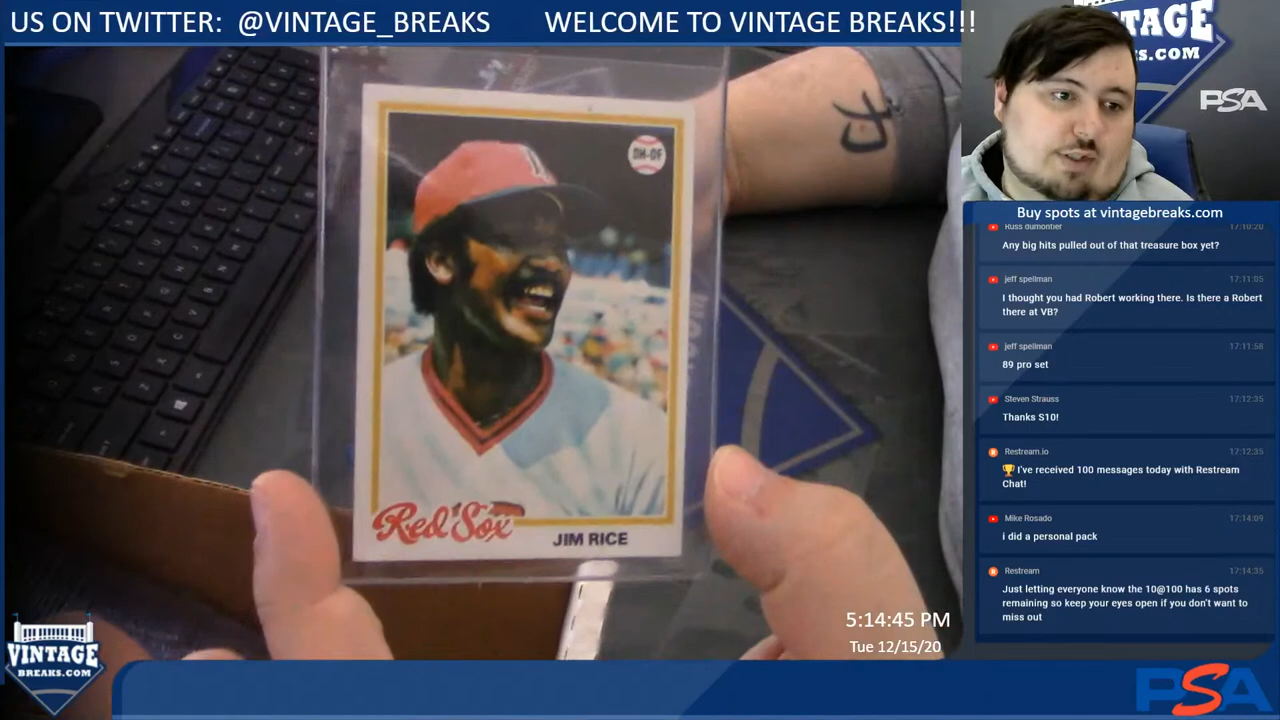 US ON TWITTER: @VINTAGE_BREAKS WELCOME TO VINTAGE BREAKS!!!
TAGE
S.COM
PSA
DH-OF
Red Sox
JIM RICE
Buy spots at vintagebreaks.com
Russ dumontier 17:10:20
Any big hits pulled out of that treasure box yet?
jeff spellman 17:11:05
I thought you had Robert working there. Is there a Robert
there at VB?
jeff spellman 17:11:58
89 pro set
Steven Strauss 17:12:35
Thanks S10!
Restream.io 17:12:35
🏆 I've received 100 messages today with Restream
Chat!
Mike Rosado 17:14:09
i did a personal pack
Restream 17:14:35
Just letting everyone know the 10@100 has 6 spots
remaining so keep your eyes open if you don't want to
miss out
5:14:45 PM
Tue 12/15/20
VINTAGE
BREAKS.COM
PSA